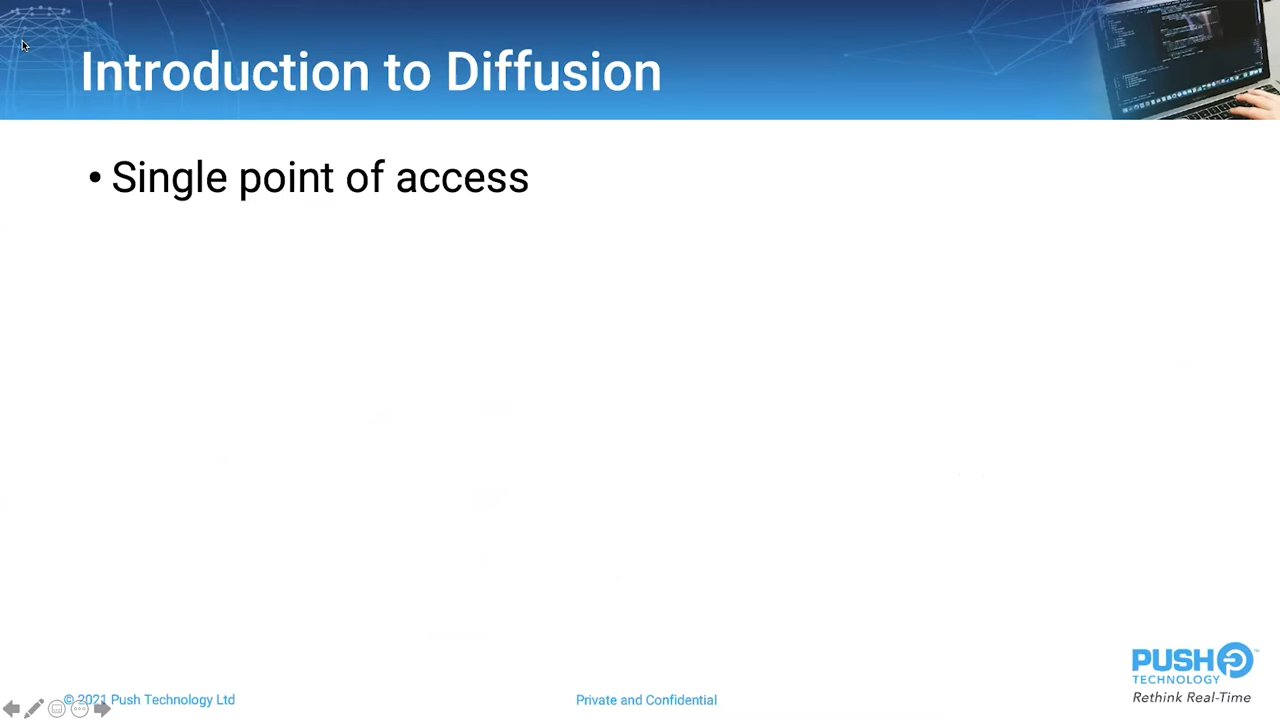 Introduction to Diffusion
• Single point of access
PUSH
TECHNOLOGY
Rethink Real-Time
© 2021 Push Technology Ltd
Private and Confidential